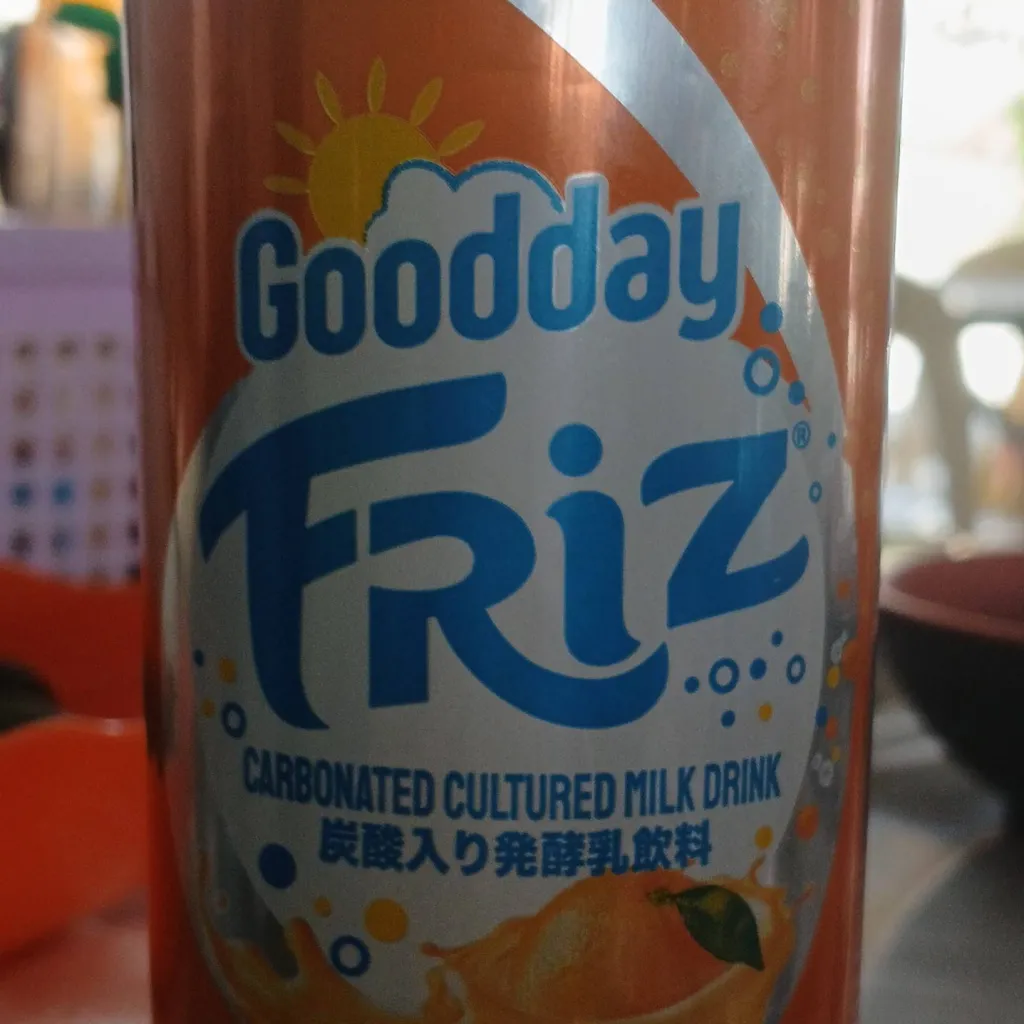 Goodday
FRiZ®
CARBONATED CULTURED MILK DRINK
炭酸入り発酵乳飲料